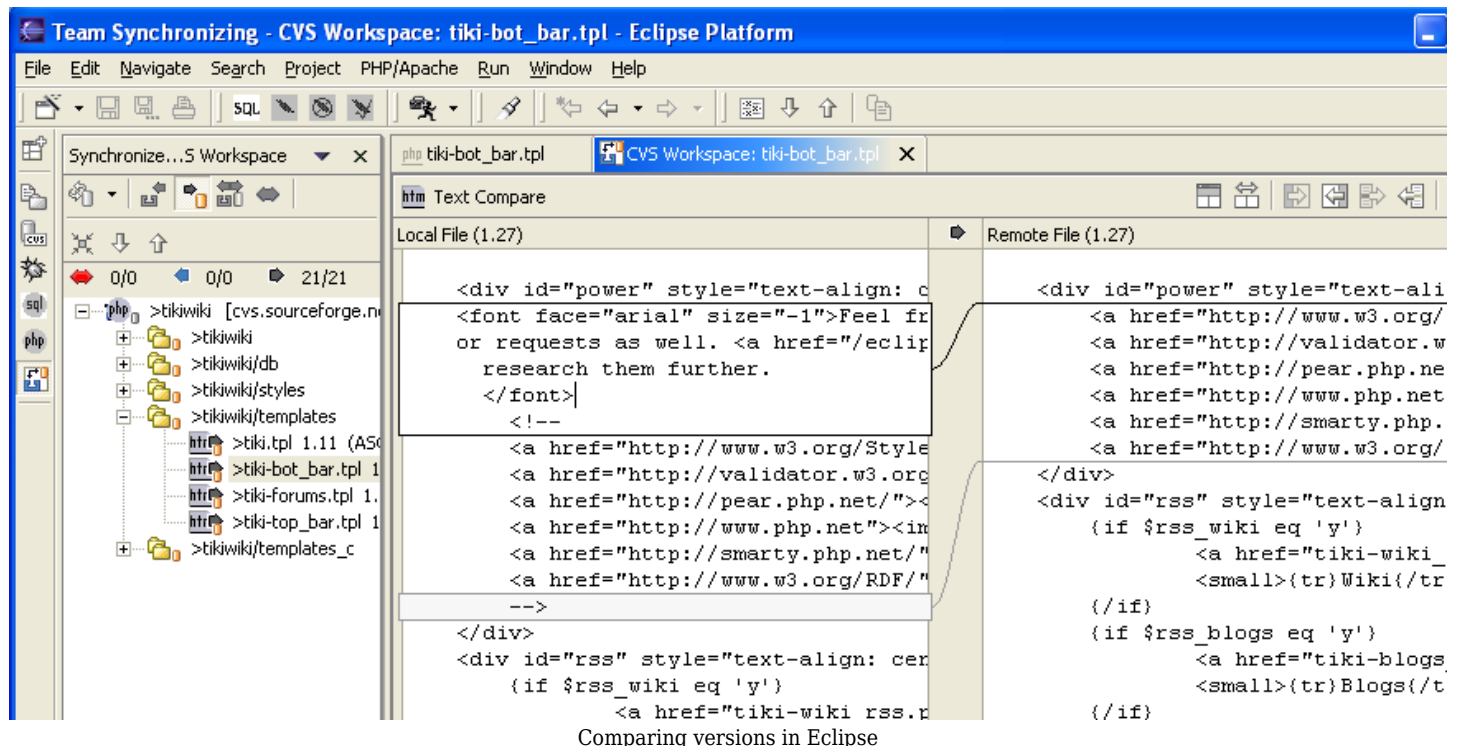 Team Synchronizing - CVS Workspace: tiki-bot_bar.tpl - Eclipse Platform
File Edit Navigate Search Project PHP/Apache Run Window Help
SQL
Synchronize...S Workspace
php tiki-bot_bar.tpl
CVS Workspace: tiki-bot_bar.tpl
htm Text Compare
cvs
sql
php
0/0 0/0 21/21
php >tikiwiki [cvs.sourceforge.n
>tikiwiki
>tikiwiki/db
>tikiwiki/styles
>tikiwiki/templates
>tiki.tpl 1.11 (ASC
>tiki-bot_bar.tpl 1
>tiki-forums.tpl 1.
>tiki-top_bar.tpl 1
>tikiwiki/templates_c
Local File (1.27)
<div id="power" style="text-align: c
<font face="arial" size="-1">Feel fr
or requests as well. <a href="/eclip
research them further.
</font>
<!--
<a href="http://www.w3.org/Style
<a href="http://validator.w3.org
<a href="http://pear.php.net/"><
<a href="http://www.php.net"><im
<a href="http://smarty.php.net/"
<a href="http://www.w3.org/RDF/"
-->
</div>
<div id="rss" style="text-align: cen
{if $rss_wiki eq 'y'}
<a href="tiki-wiki_rss.p
Remote File (1.27)
<div id="power" style="text-ali
<a href="http://www.w3.org/
<a href="http://validator.w
<a href="http://pear.php.ne
<a href="http://www.php.net
<a href="http://smarty.php.
<a href="http://www.w3.org/
</div>
<div id="rss" style="text-align
{if $rss_wiki eq 'y'}
<a href="tiki-wiki_
<small>{tr}Wiki{/tr
{/if}
{if $rss_blogs eq 'y'}
<a href="tiki-blogs_
<small>{tr}Blogs{/t
{/if}
Comparing versions in Eclipse